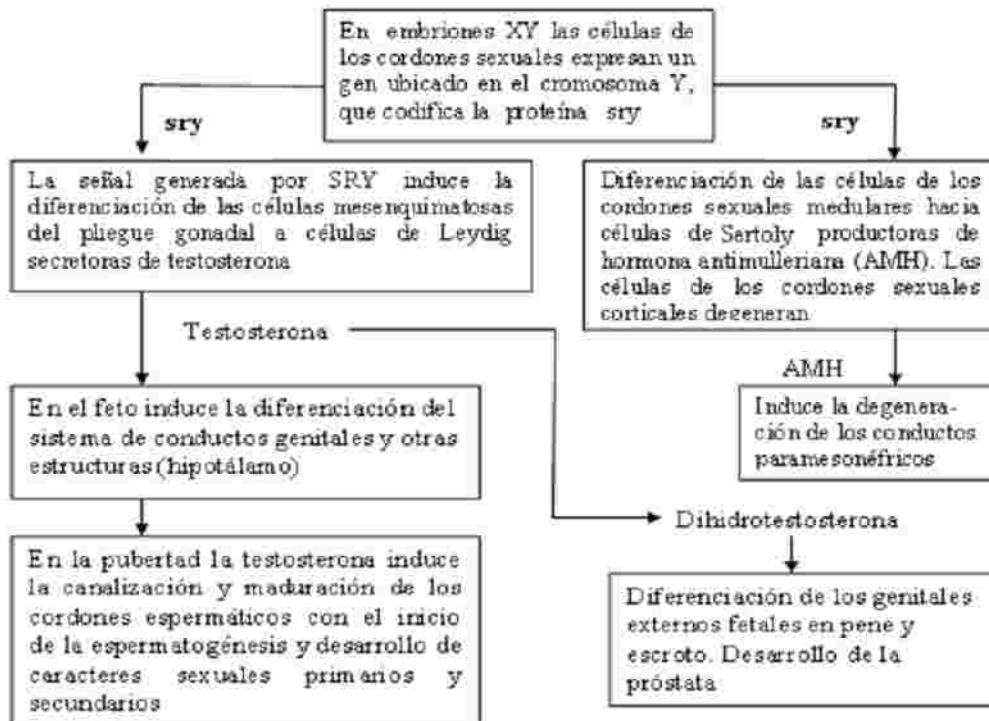 En embriones XY las células de
los cordones sexuales expresan un
gen ubicado en el cromosoma Y,
que codifica la proteína sry
sry
sry
La señal generada por SRY induce la
diferenciación de las células mesenquimatosas
del pliegue gonadal a células de Leydig
secretoras de testosterona
Diferenciación de las células de los
cordones sexuales medulares hacia
células de Sertoly productoras de
hormona antimulleriara (AMH). Las
células de los cordones sexuales
corticales degeneran
Testosterona
AMH
En el feto induce la diferenciación del
sistema de conductos genitales y otras
estructuras (hipotálamo)
Induce la degenera-
ción de los conductos
paramesonéfricos
Dihidrotestosterona
En la pubertad la testosterona induce
la canalización y maduración de los
cordones espermáticos con el inicio
de la espermatogénesis y desarrollo de
caracteres sexuales primarios y
secundarios
Diferenciación de los genitales
externos fetales en pene y
escroto. Desarrollo de la
próstata